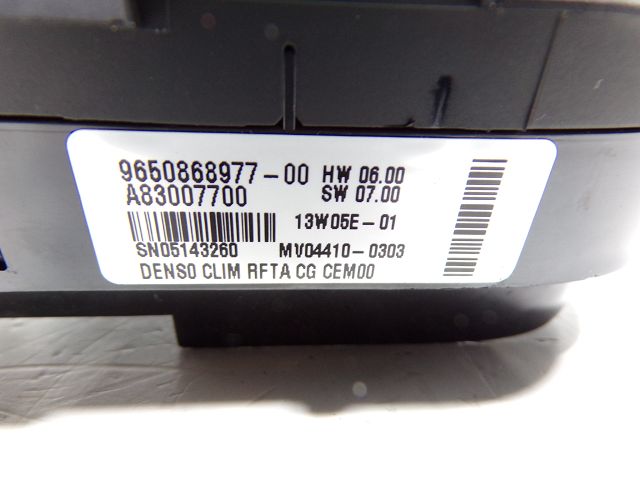 9650868977-00 HW 06.00
A83007700 SW 07.00
13W05E-01
SN05143260 MV04410-0303
DENSO CLIM RFTA CG CEM00